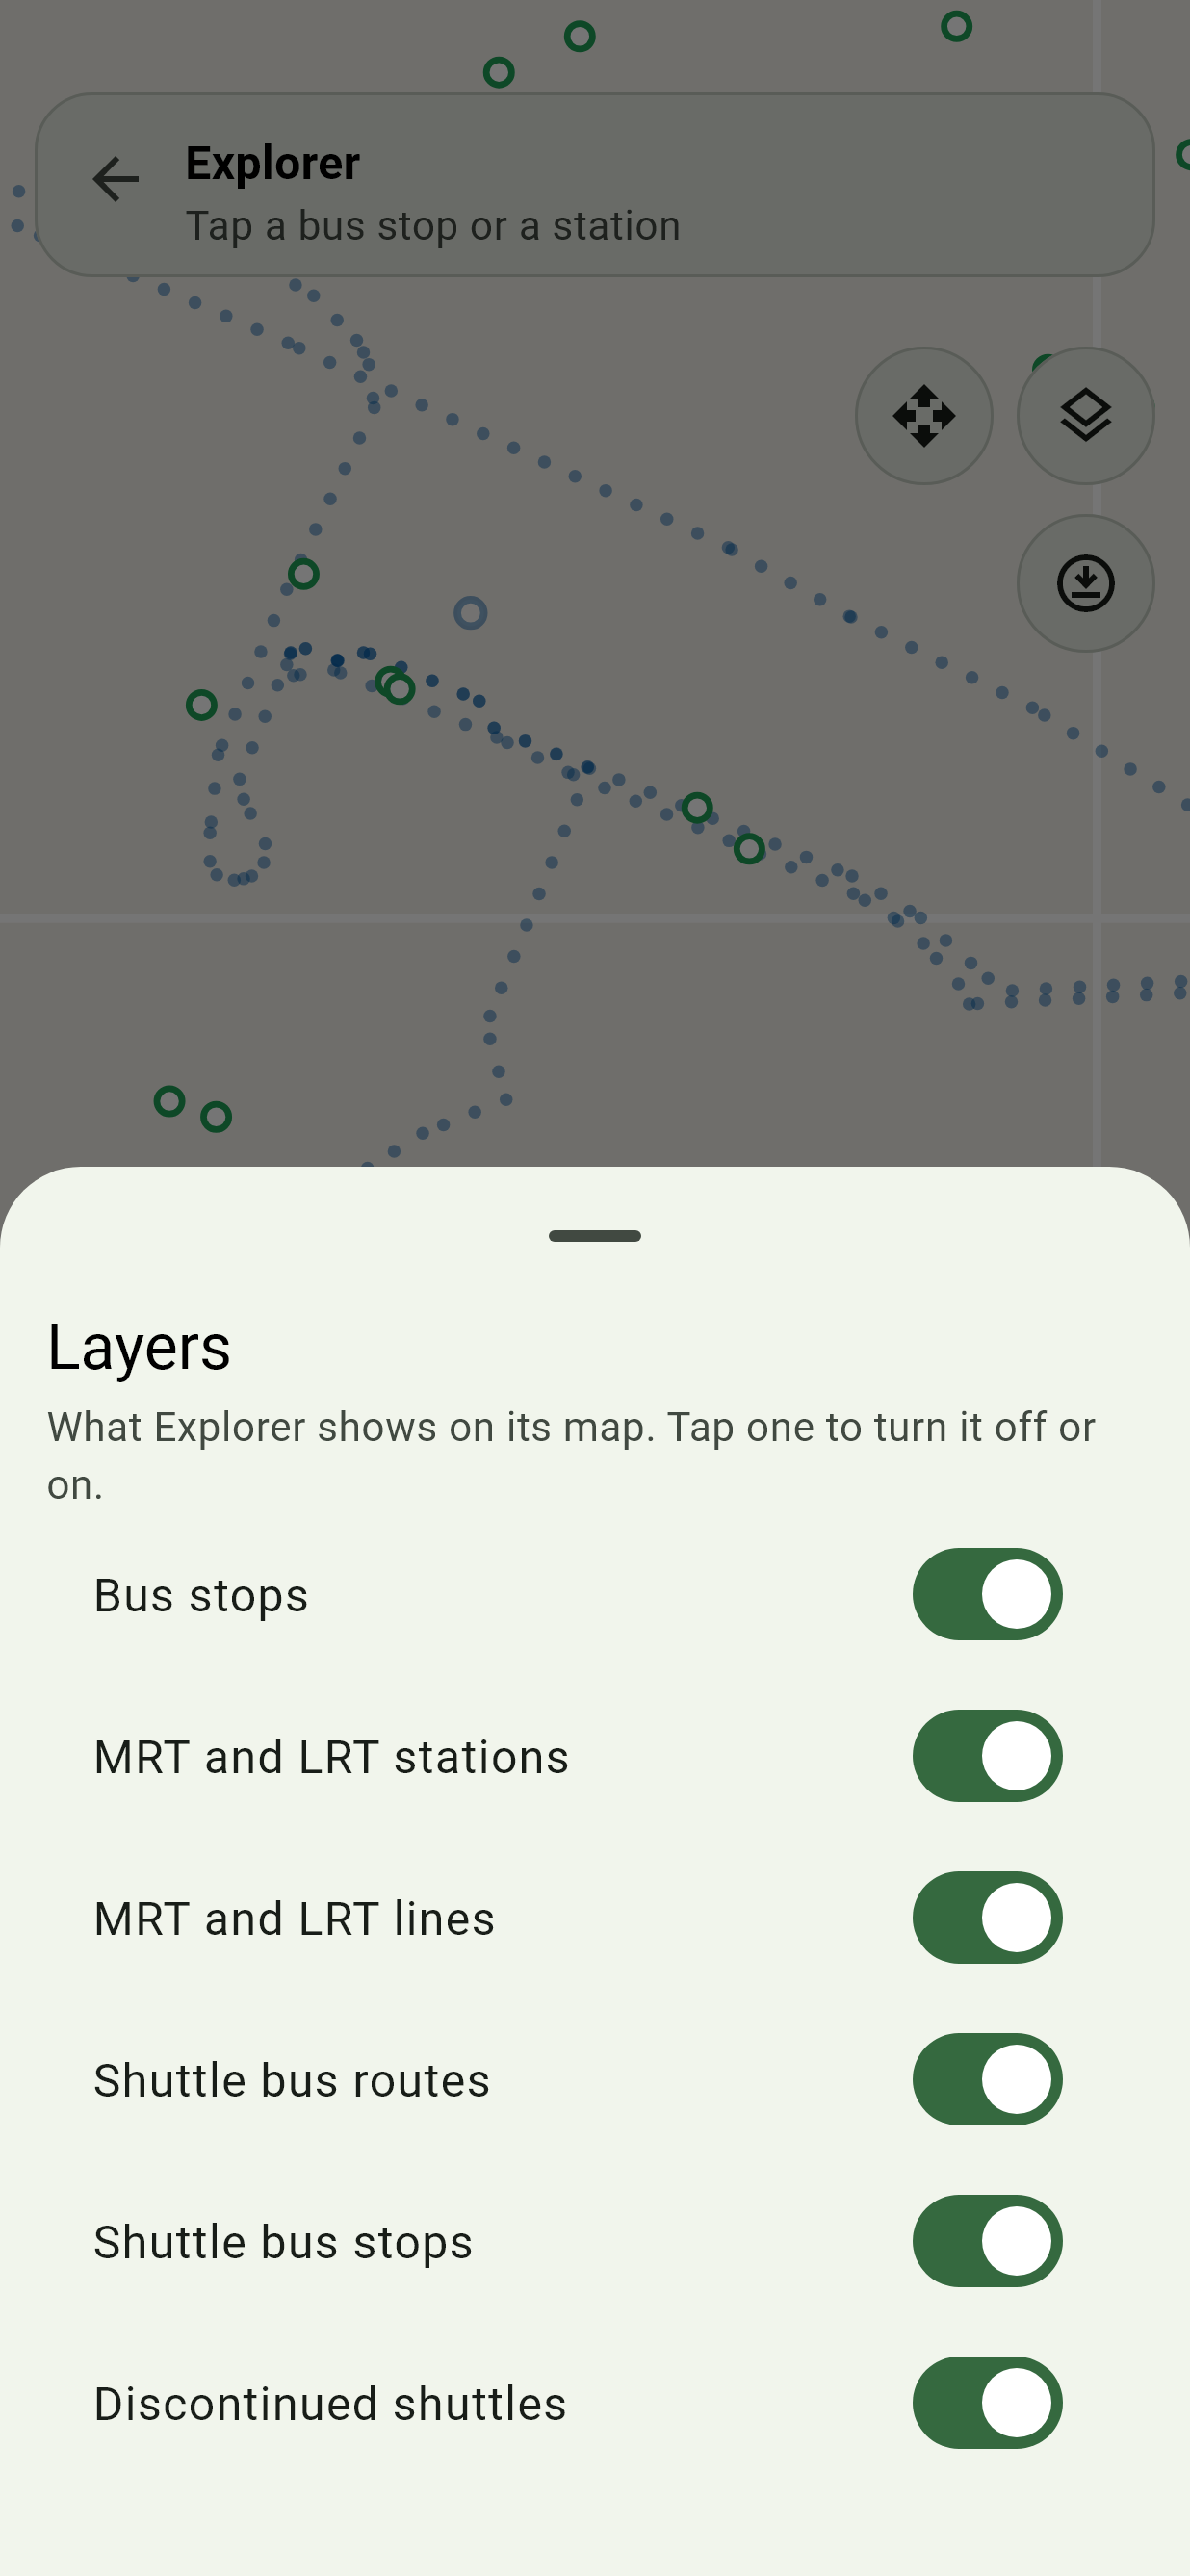 Explorer
Tap a bus stop or a station
Layers
What Explorer shows on its map. Tap one to turn it off or
on.
Bus stops
MRT and LRT stations
MRT and LRT lines
Shuttle bus routes
Shuttle bus stops
Discontinued shuttles